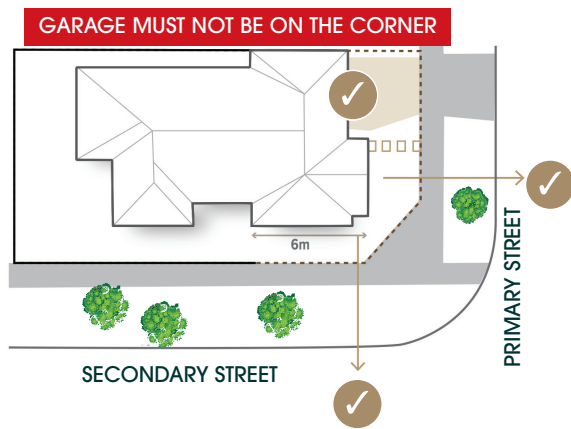 GARAGE MUST NOT BE ON THE CORNER
6m
PRIMARY STREET
SECONDARY STREET